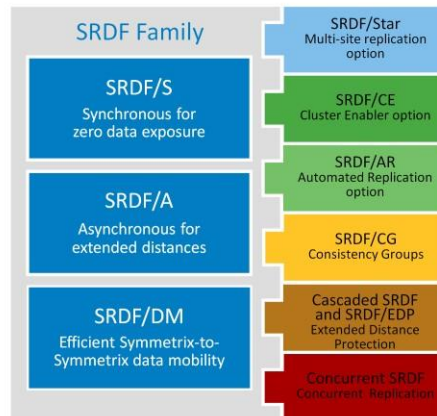 SRDF Family
SRDF/S
Synchronous for
zero data exposure
SRDF/A
Asynchronous for
extended distances
SRDF/DM
Efficient Symmetrix-to-
Symmetrix data mobility
SRDF/Star
Multi-site replication
option
SRDF/CE
Cluster Enabler option
SRDF/AR
Automated Replication
option
SRDF/CG
Consistency Groups
Cascaded SRDF
and SRDF/EDP
Extended Distance
Protection
Concurrent SRDF
Concurrent Replication